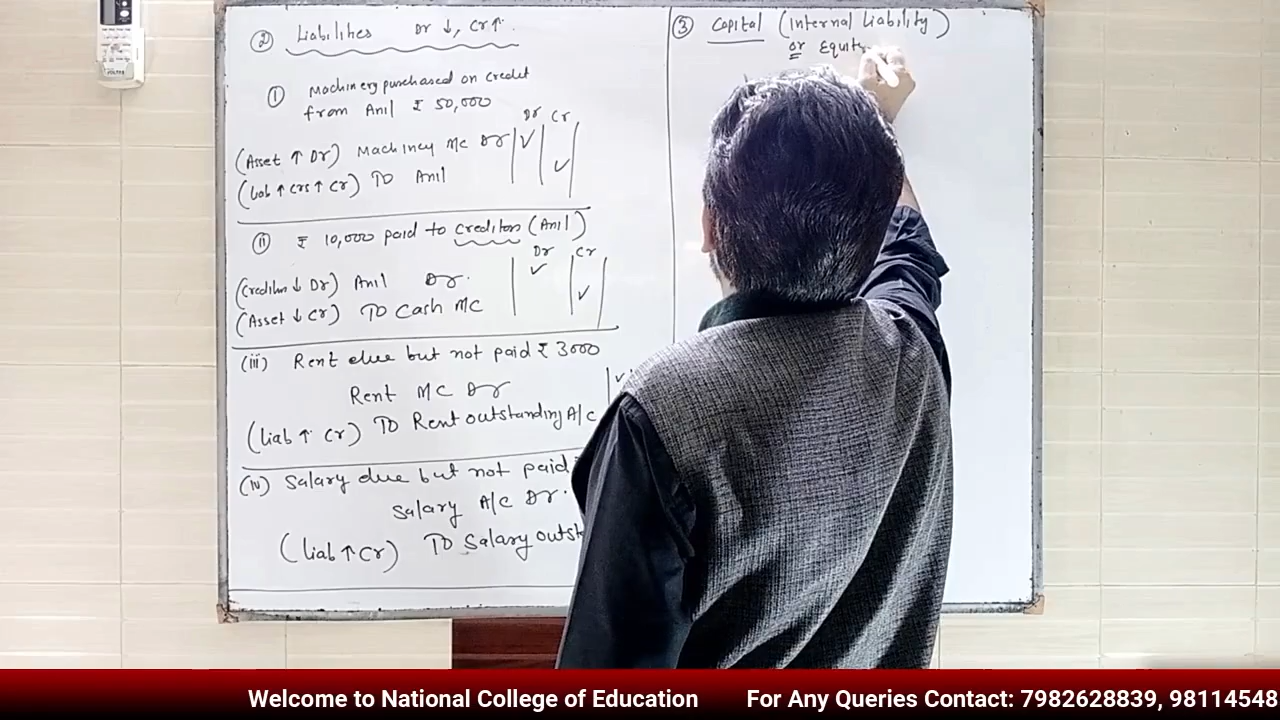 ② Liabilites Dr ↓, Cr ↑
① Machinery purchased on credit
from Anil ₹ 50,000
Dr Cr
(Asset ↑ Dr) Machiney A/c Dr ✓
(Liab ↑ Crs ↑ Cr) To Anil ✓
(ii) ₹ 10,000 paid to creditors (Anil)
Dr Cr
(Creditors ↓ Dr) Anil Dr. ✓
(Asset ↓ Cr) To Cash A/c ✓
(iii) Rent due but not paid ₹ 3000
Rent A/c Dr ✓
(Liab ↑ Cr) To Rent outstanding A/c
(iv) Salary due but not paid
Salary A/c Dr.
(Liab ↑ Cr) To Salary outst
③ Capital (Internal Liability)
or Equit
Welcome to National College of Education For Any Queries Contact: 7982628839, 98114548